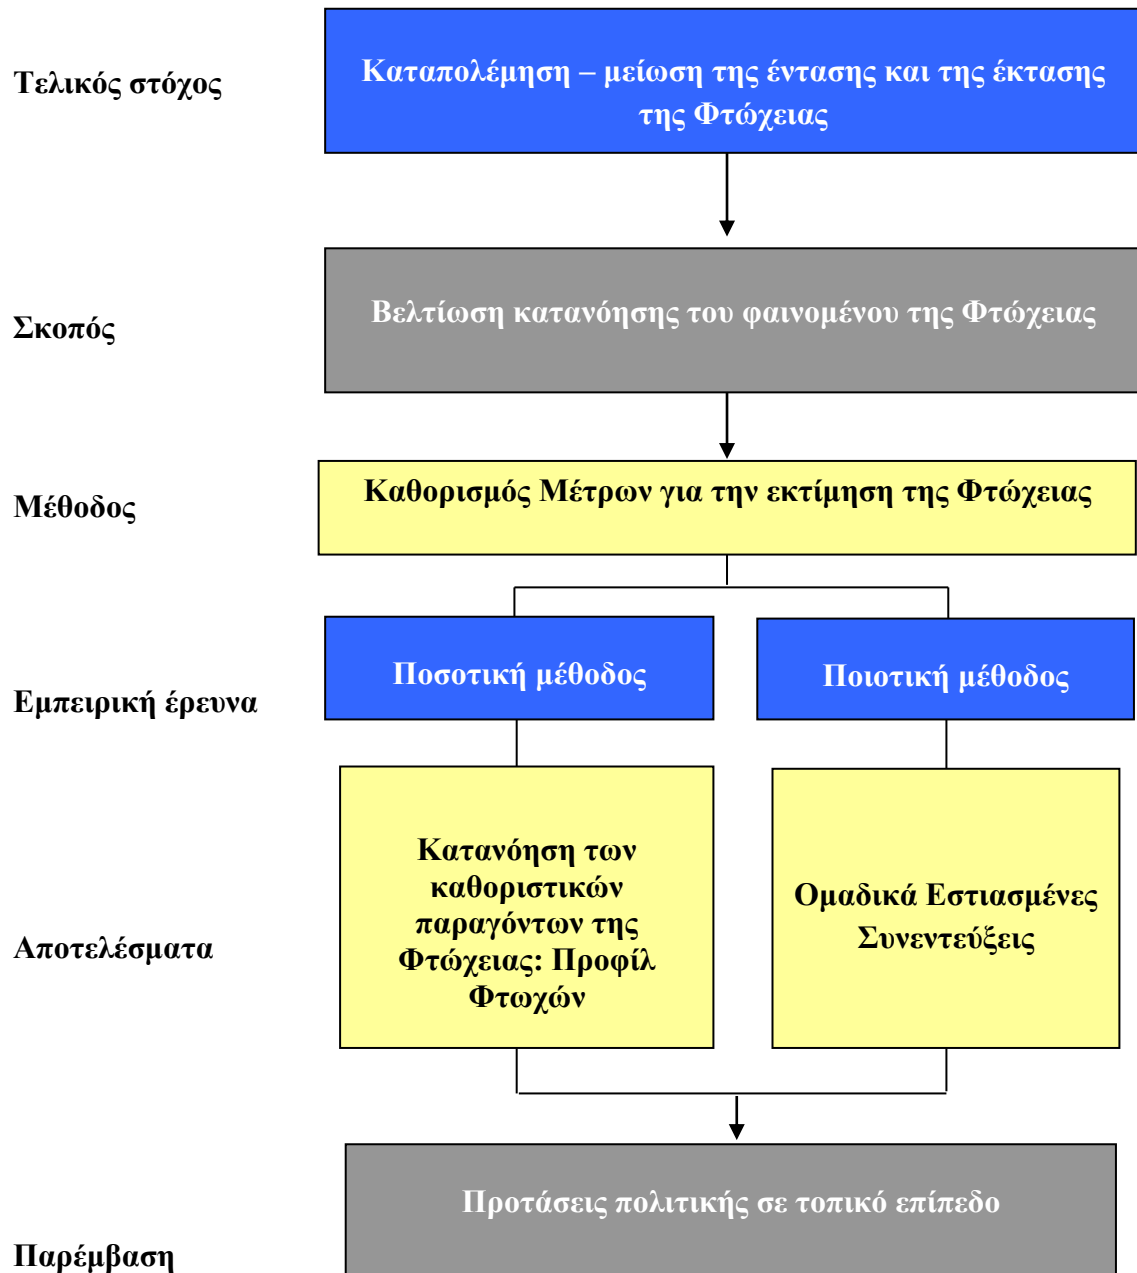 Τελικός στόχος
Καταπολέμηση – μείωση της έντασης και της έκτασης
της Φτώχειας
Σκοπός
Βελτίωση κατανόησης του φαινομένου της Φτώχειας
Μέθοδος
Καθορισμός Μέτρων για την εκτίμηση της Φτώχειας
Εμπειρική έρευνα
Ποσοτική μέθοδος
Ποιοτική μέθοδος
Αποτελέσματα
Κατανόηση των
καθοριστικών
παραγόντων της
Φτώχειας: Προφίλ
Φτωχών
Ομαδικά Εστιασμένες
Συνεντεύξεις
Προτάσεις πολιτικής σε τοπικό επίπεδο
Παρέμβαση